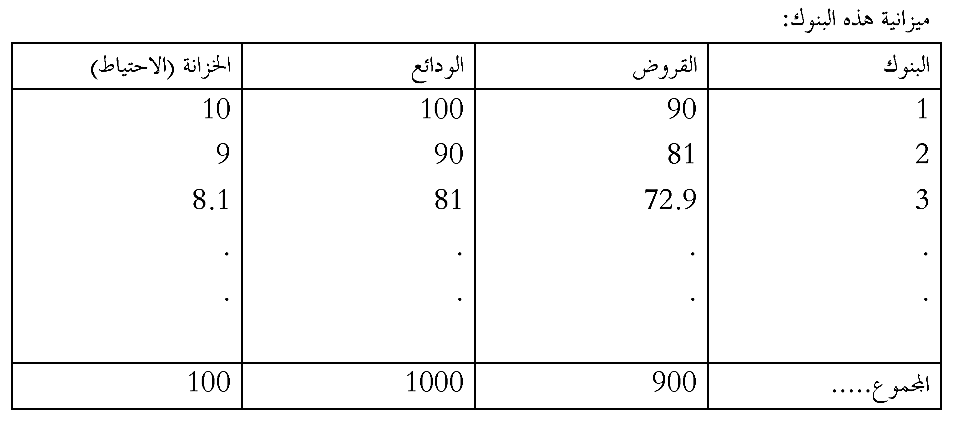 ميزانية هذه البنوك:
البنوك القروض الودائع الخزانة (الاحتياط)
1 90 100 10
2 81 90 9
3 72.9 81 8.1
. . . .
. . . .
المجموع..... 900 1000 100